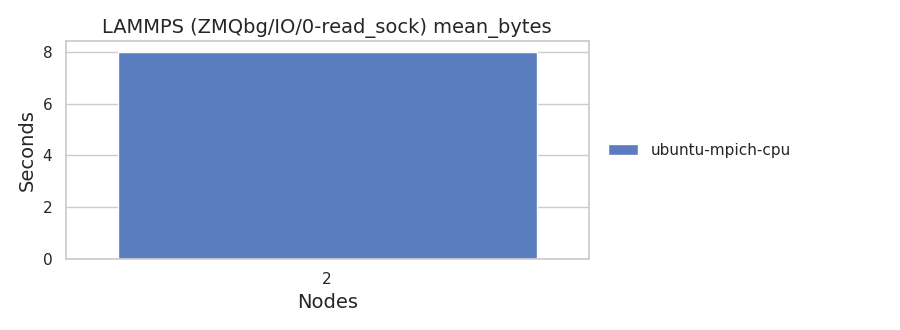 LAMMPS (ZMQbg/IO/0-read_sock) mean_bytes
Seconds
8
6
4
2
0
2
Nodes
ubuntu-mpich-cpu